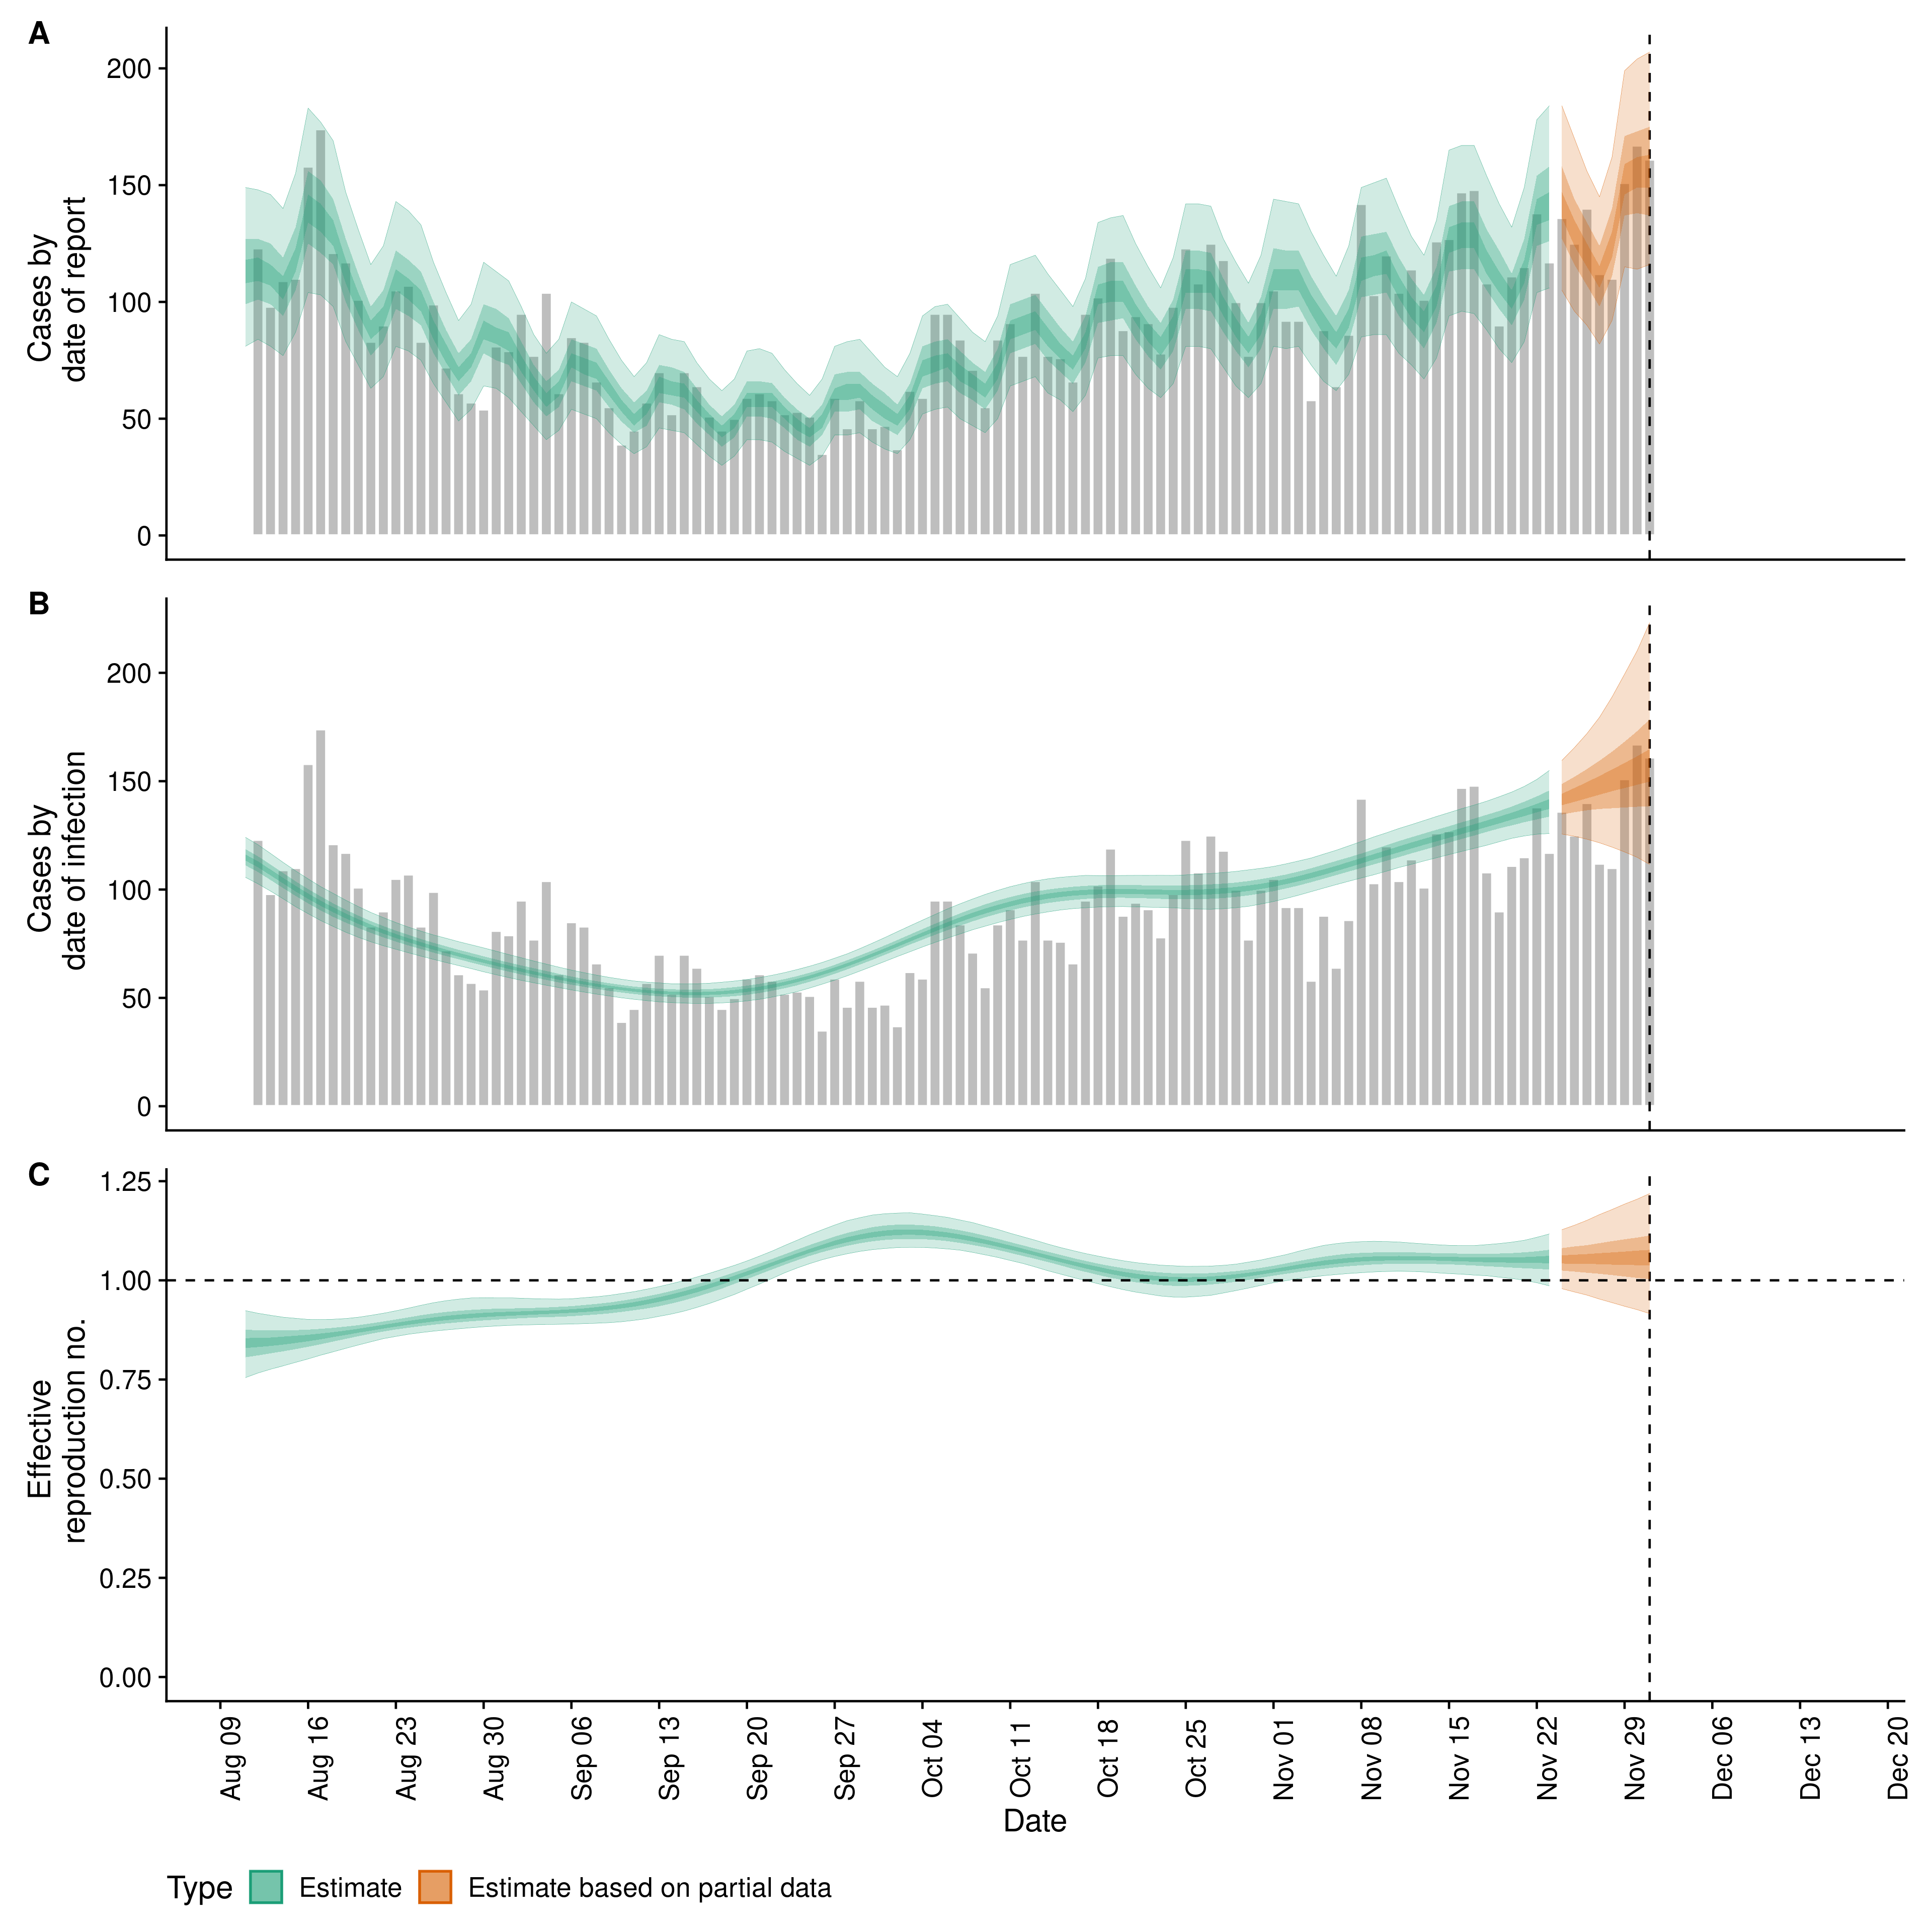 A
Cases by
date of report
200
150
100
50
0
B
Cases by
date of infection
200
150
100
50
0
C
Effective
reproduction no.
1.25
1.00
0.75
0.50
0.25
0.00
Aug 09
Aug 16
Aug 23
Aug 30
Sep 06
Sep 13
Sep 20
Sep 27
Oct 04
Oct 11
Oct 18
Oct 25
Nov 01
Nov 08
Nov 15
Nov 22
Nov 29
Dec 06
Dec 13
Dec 20
Date
Type Estimate Estimate based on partial data